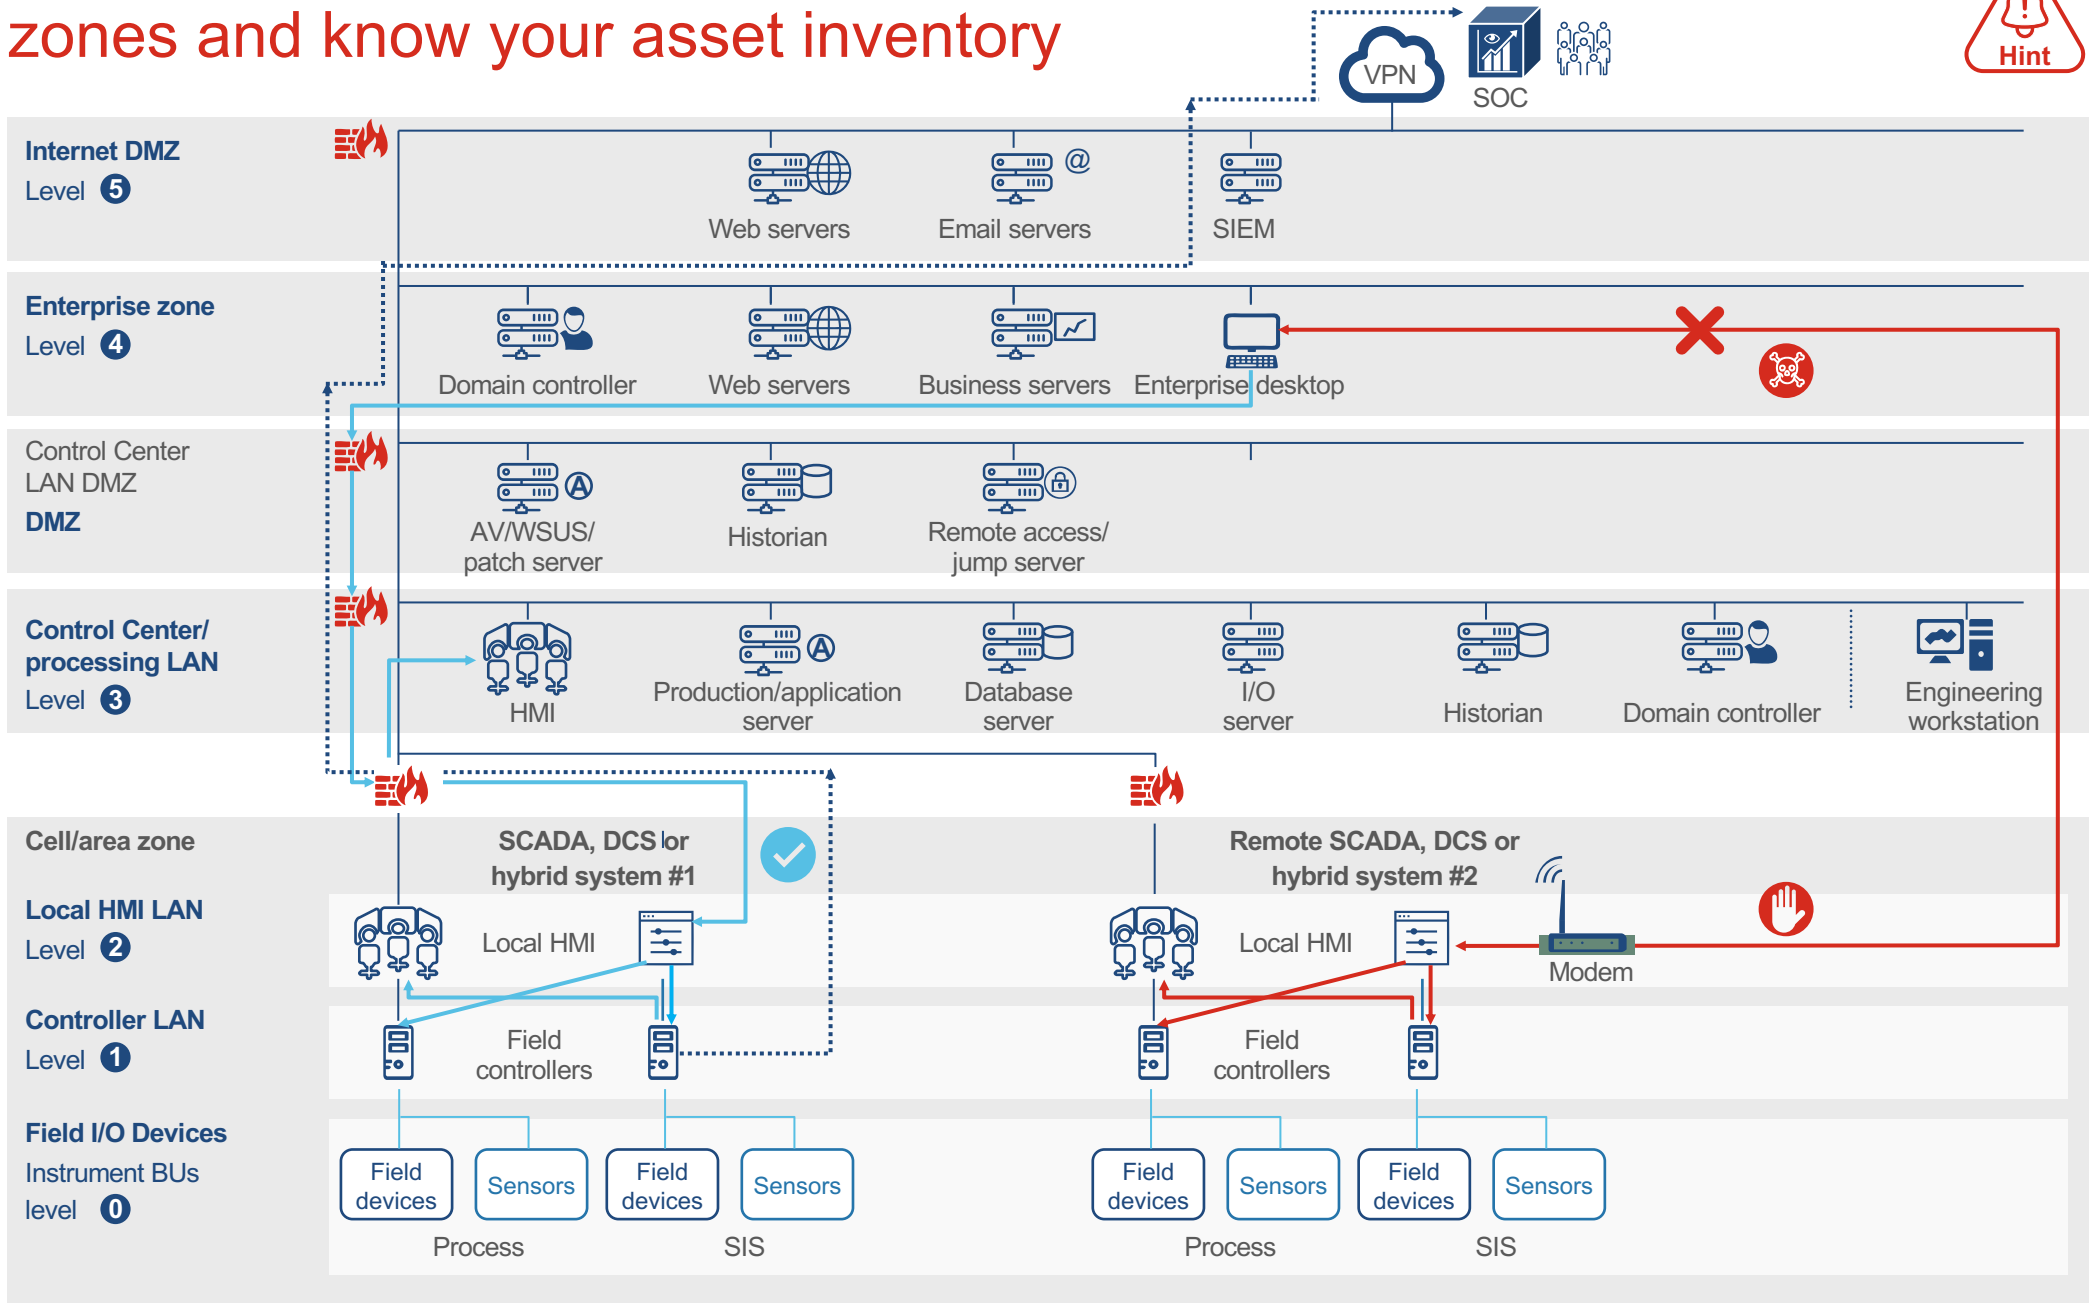 zones and know your asset inventory
!
Hint
VPN
SOC
Internet DMZ
Level 5
@
Web servers
Email servers
SIEM
Enterprise zone
Level 4
Domain controller
Web servers
Business servers
Enterprise desktop
Control Center
LAN DMZ
DMZ
A
AV/WSUS/
patch server
Historian
Remote access/
jump server
Control Center/
processing LAN
Level 3
HMI
A
Production/application
server
Database
server
I/O
server
Historian
Domain controller
Engineering
workstation
Cell/area zone
SCADA, DCS or
hybrid system #1
Remote SCADA, DCS or
hybrid system #2
Local HMI LAN
Level 2
Local HMI
Local HMI
Modem
Controller LAN
Level 1
Field
controllers
Field
controllers
Field I/O Devices
Instrument BUs
level 0
Field
devices
Sensors
Field
devices
Sensors
Field
devices
Sensors
Field
devices
Sensors
Process
SIS
Process
SIS